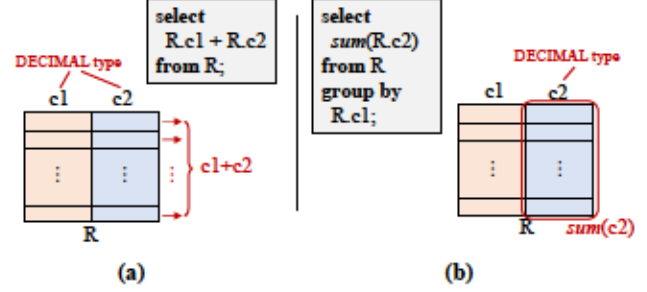 select
R.c1 + R.c2
from R;
DECIMAL type
c1 c2
⋮ ⋮ ⋮
c1+c2
R
(a)
select
sum(R.c2)
from R
group by
R.c1;
DECIMAL type
c1 c2
⋮ ⋮
R sum(c2)
(b)